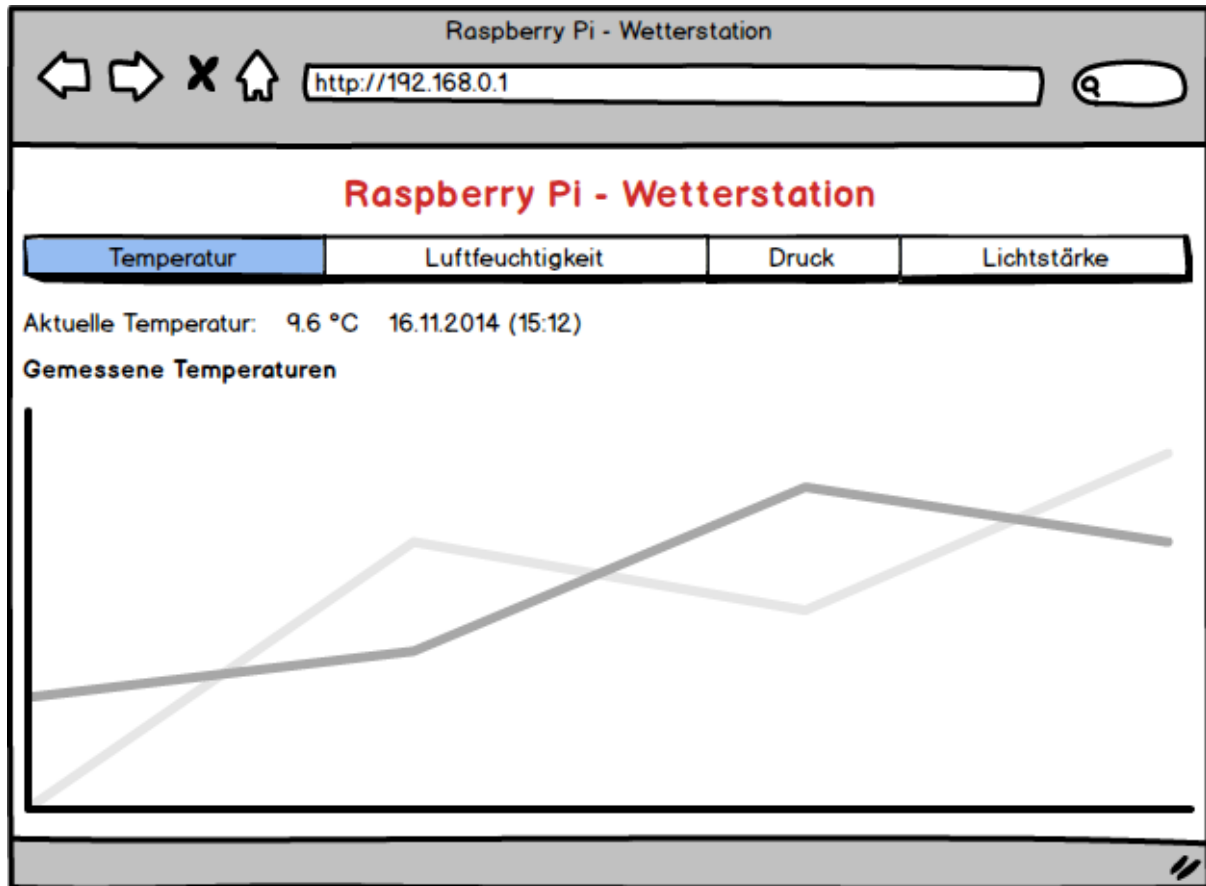 Raspberry Pi - Wetterstation
http://192.168.0.1
Raspberry Pi - Wetterstation
Temperatur Luftfeuchtigkeit Druck Lichtstärke
Aktuelle Temperatur: 9.6 °C 16.11.2014 (15:12)
Gemessene Temperaturen